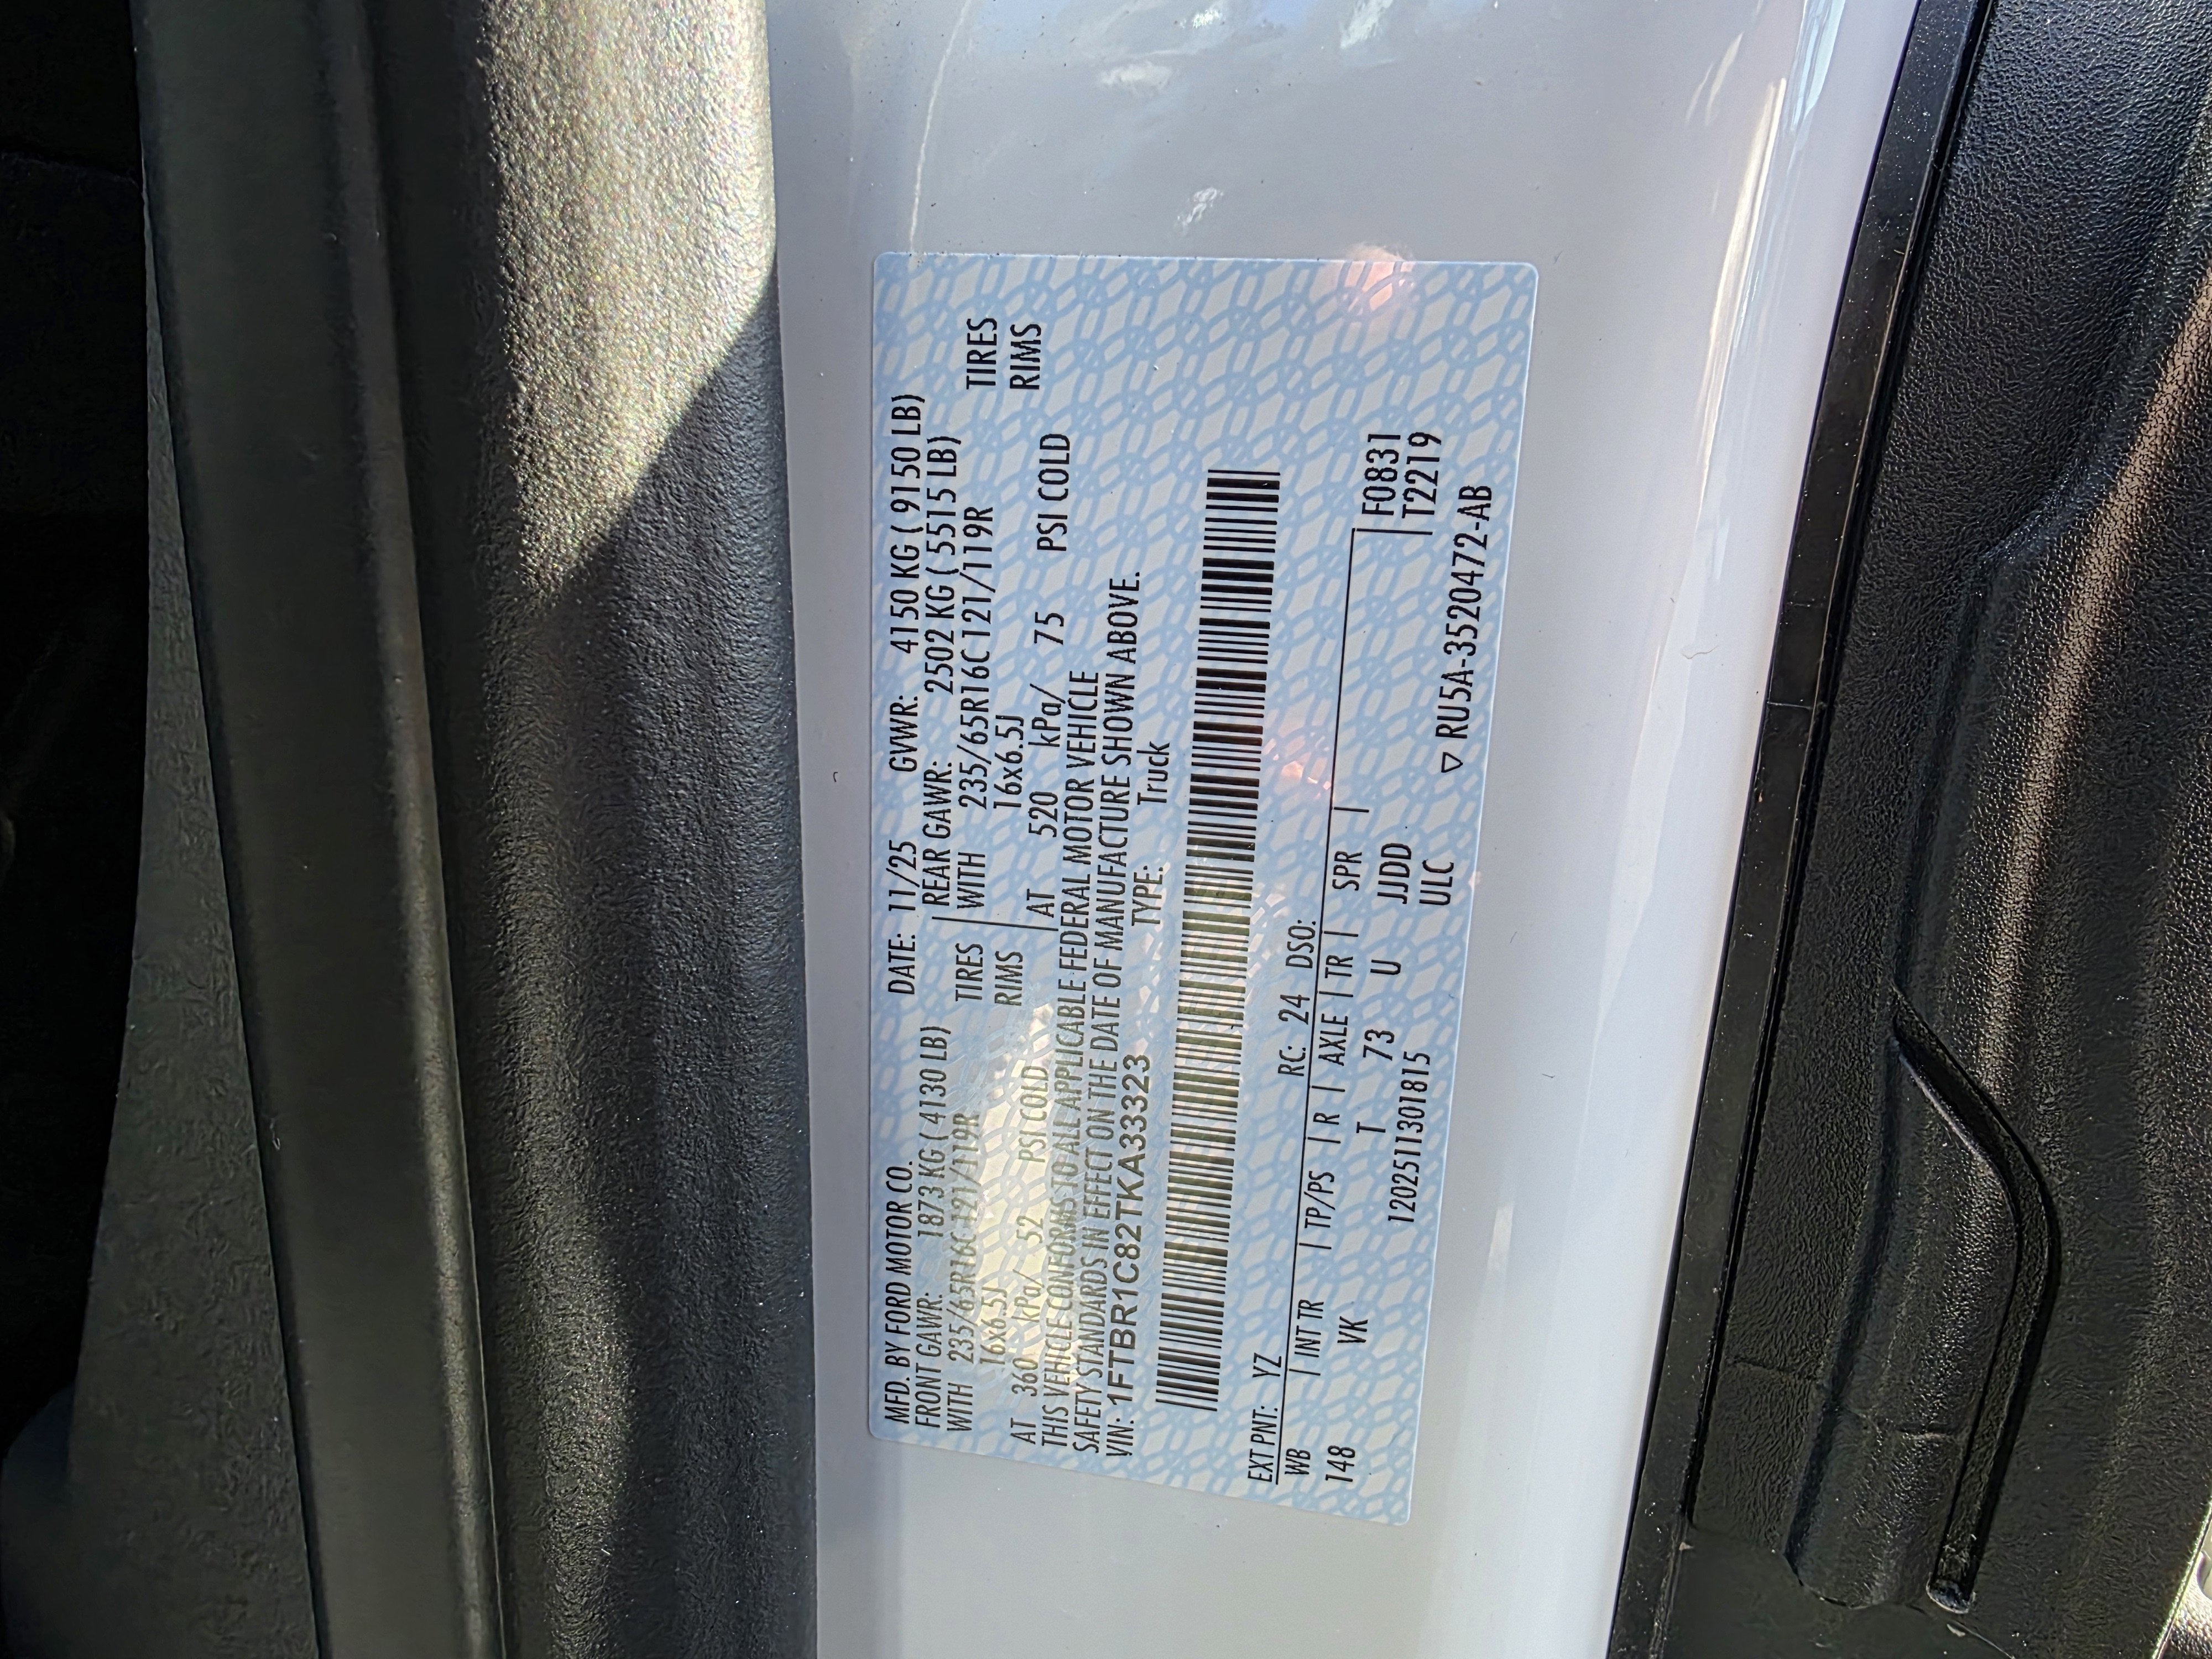 MFD. BY FORD MOTOR CO. DATE: 11/25 GVWR: 4150 KG ( 9150 LB)
FRONT GAWR: 1873 KG ( 4130 LB) REAR GAWR: 2502 KG ( 5515 LB)
WITH 235/65R16C 121/119R TIRES WITH 235/65R16C 121/119R TIRES
16x6.5J RIMS 16x6.5J RIMS
AT 360 kPa/ 52 PSI COLD AT 520 kPa/ 75 PSI COLD
THIS VEHICLE CONFORMS TO ALL APPLICABLE FEDERAL MOTOR VEHICLE
SAFETY STANDARDS IN EFFECT ON THE DATE OF MANUFACTURE SHOWN ABOVE.
VIN: 1FTBR1C82TKA33323 TYPE: Truck
EXT PNT: YZ RC: 24 DSO:
WB | INT TR | TP/PS | R | AXLE | TR | SPR | F0831
148 VK T 73 U JJDD T2219
12025113018​15 ULC
▽ RU5A-3520472-AB